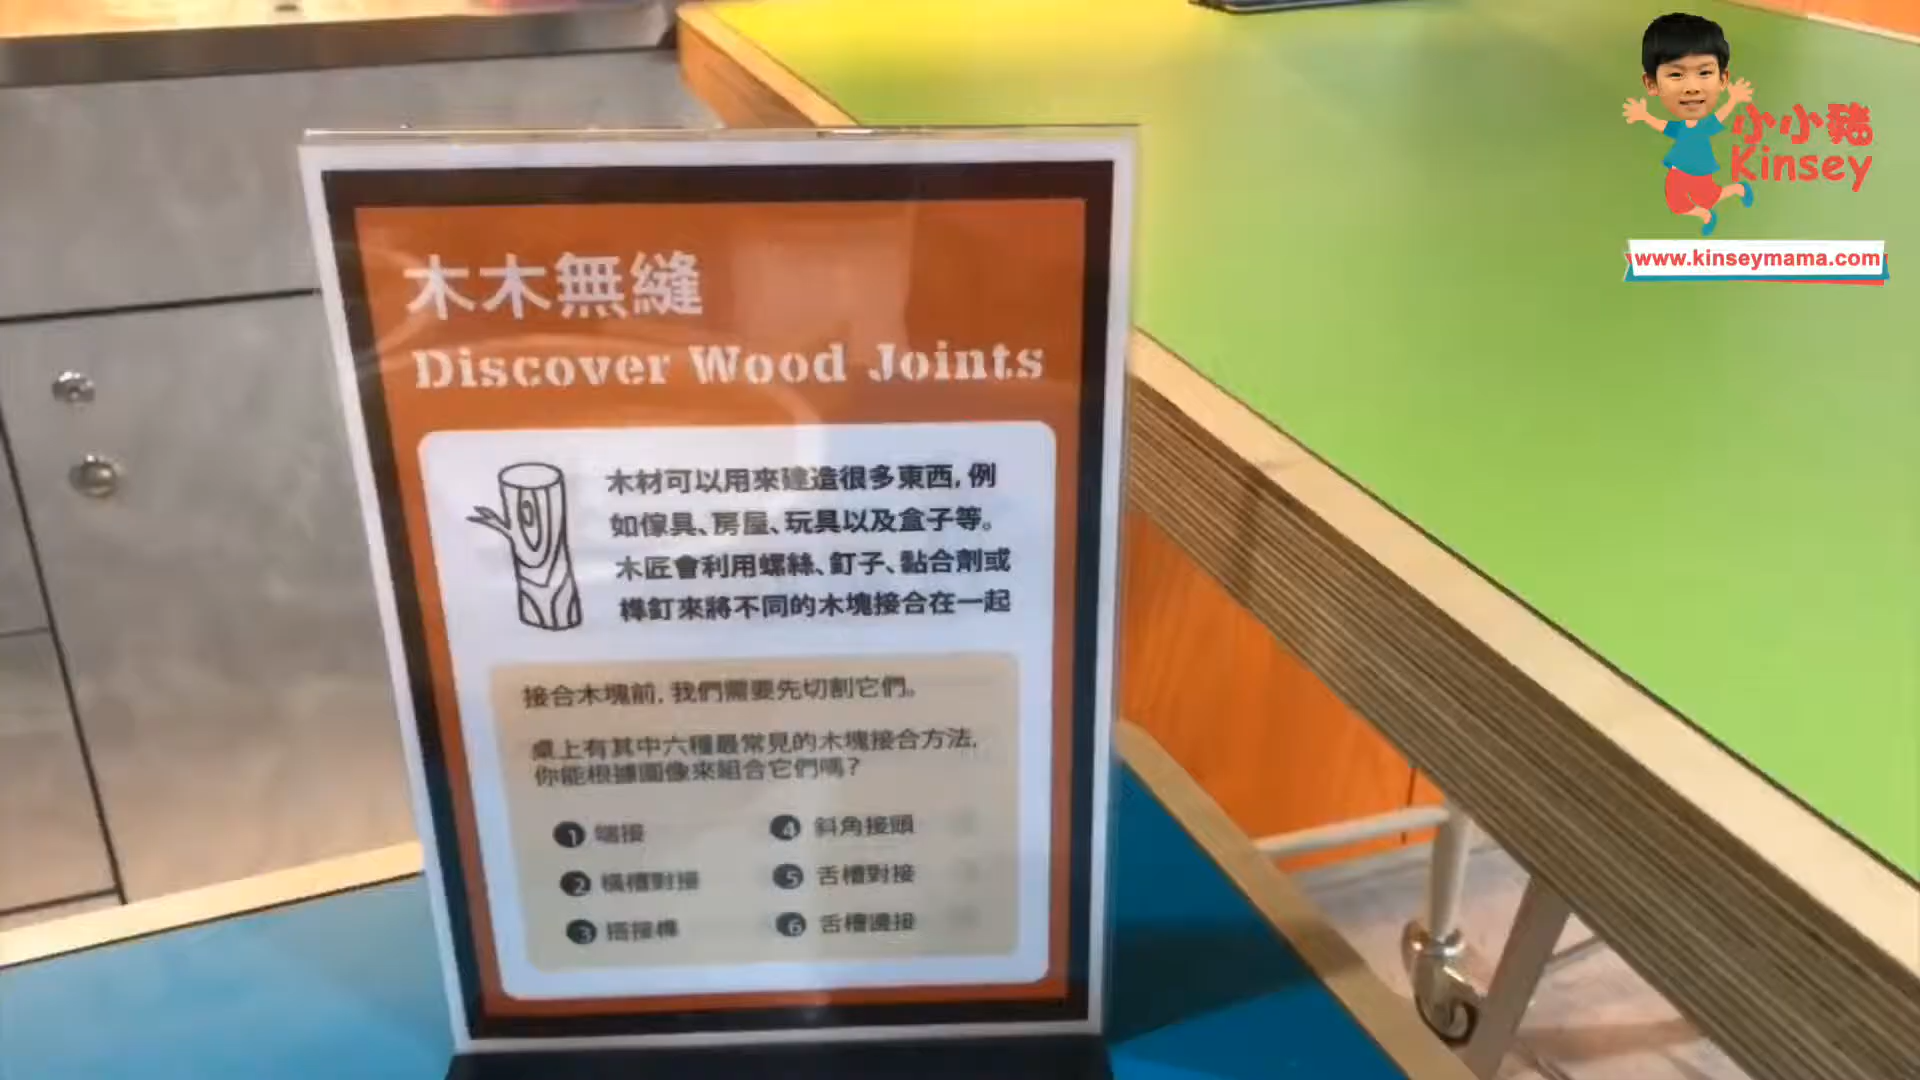 木木無縫
Discover Wood Joints
木材可以用來建造很多東西, 例
如傢具、房屋、玩具以及盒子等。
木匠會利用螺絲、釘子、黏合劑或
榫釘來將不同的木塊接合在一起
接合木塊前, 我們需要先切割它們。
桌上有其中六種最常見的木塊接合方法,
你能根據圖像來組合它們嗎?
1 端接
2 橫槽對接
3 搭接榫
4 斜角接頭
5 舌槽對接
6 舌槽邊接
小小豬
Kinsey
www.kinseymama.com